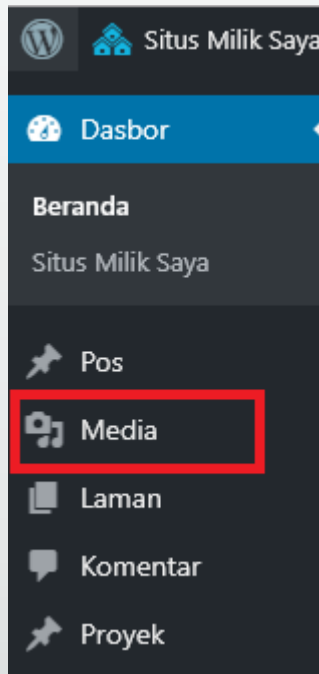 Situs Milik Saya
Dasbor
Beranda
Situs Milik Saya
Pos
Media
Laman
Komentar
Proyek